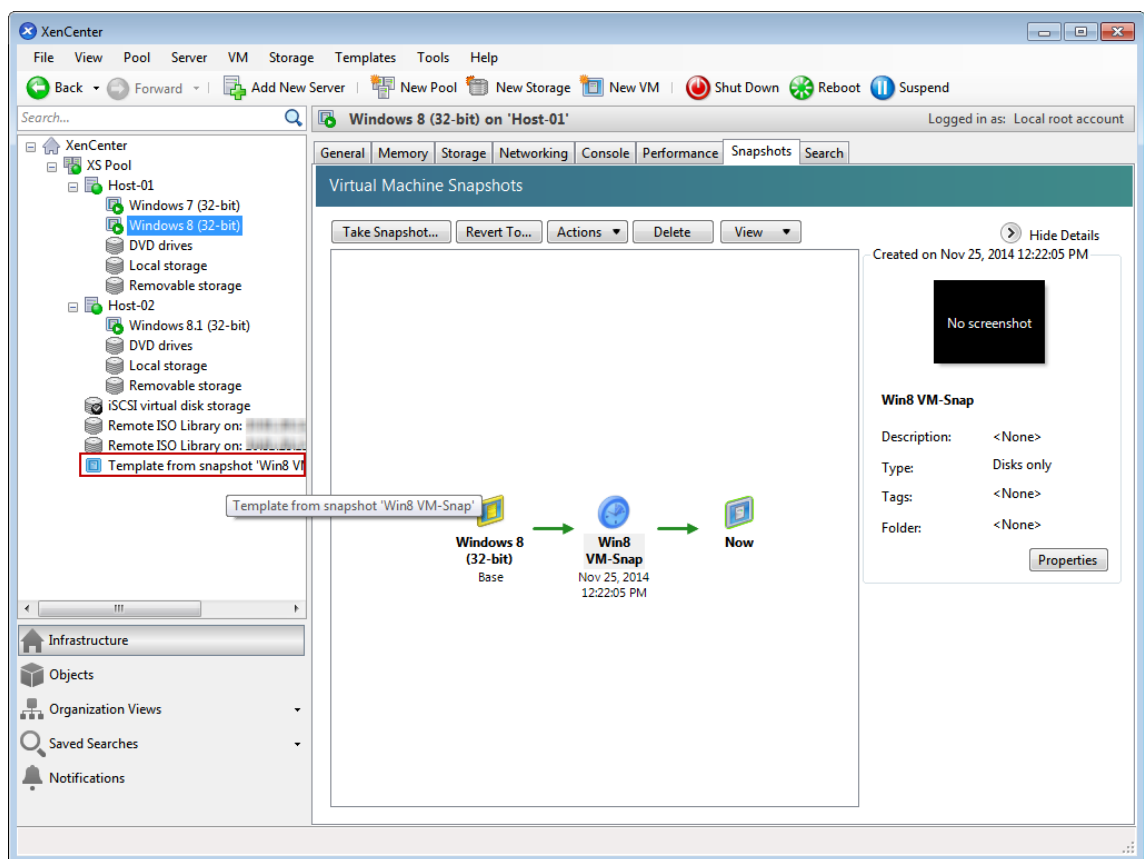 XenCenter
File View Pool Server VM Storage Templates Tools Help
Back Forward Add New Server New Pool New Storage New VM Shut Down Reboot Suspend
Search...
Windows 8 (32-bit) on 'Host-01' Logged in as: Local root account
XenCenter
XS Pool
Host-01
Windows 7 (32-bit)
Windows 8 (32-bit)
DVD drives
Local storage
Removable storage
Host-02
Windows 8.1 (32-bit)
DVD drives
Local storage
Removable storage
iSCSI virtual disk storage
Remote ISO Library on:
Remote ISO Library on:
Template from snapshot 'Win8 VM
Template from snapshot 'Win8 VM-Snap'
Infrastructure
Objects
Organization Views
Saved Searches
Notifications
General Memory Storage Networking Console Performance Snapshots Search
Virtual Machine Snapshots
Take Snapshot... Revert To... Actions Delete View
Hide Details
Windows 8
(32-bit)
Base
Win8
VM-Snap
Nov 25, 2014
12:22:05 PM
Now
Created on Nov 25, 2014 12:22:05 PM
No screenshot
Win8 VM-Snap
Description: <None>
Type: Disks only
Tags: <None>
Folder: <None>
Properties